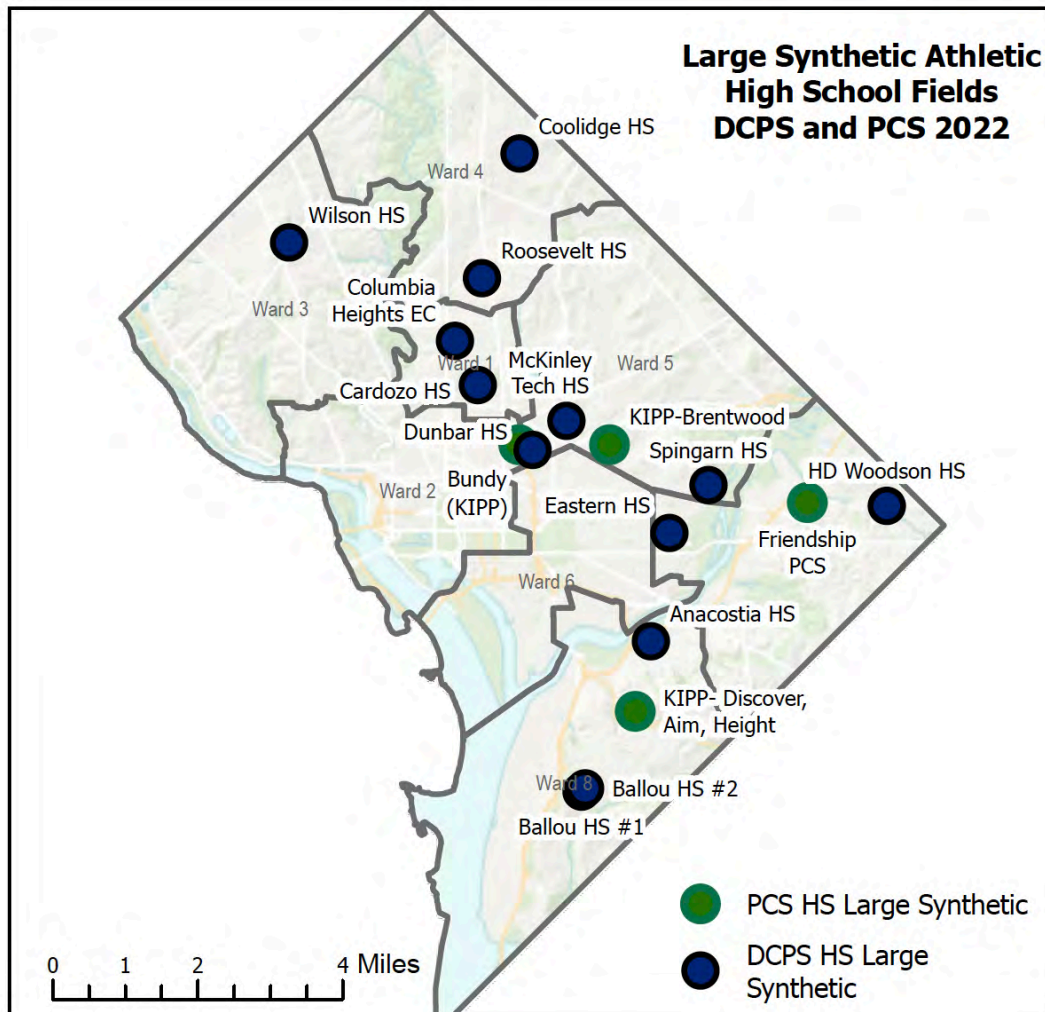 Large Synthetic Athletic
High School Fields
DCPS and PCS 2022
Coolidge HS
Ward 4
Wilson HS
Roosevelt HS
Columbia
Heights EC
Ward 3
McKinley
Tech HS
Ward 1
Ward 5
Cardozo HS
KIPP-Brentwood
Dunbar HS
Spingarn HS
HD Woodson HS
Bundy
(KIPP)
Ward 2
Eastern HS
Friendship
PCS
Ward 6
Anacostia HS
KIPP- Discover,
Aim, Height
Ward 8
Ballou HS #2
Ballou HS #1
PCS HS Large Synthetic
DCPS HS Large
Synthetic
0 1 2 4 Miles